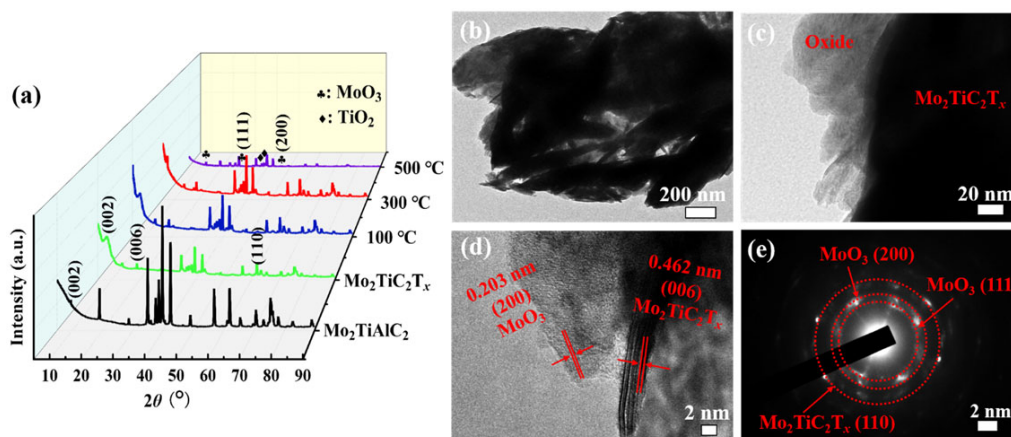 (a)
♣: MoO3
♦: TiO2
(111)
(200)
500 °C
300 °C
100 °C
Mo2TiC2Tx
Mo2TiAlC2
(002)
(006)
(110)
(002)
Intensity (a.u.)
10 20 30 40 50 60 70 80 90
2θ (°)
(b)
200 nm
(c)
Oxide
Mo2TiC2Tx
20 nm
(d)
0.203 nm
(200)
MoO3
0.462 nm
(006)
Mo2TiC2Tx
2 nm
(e)
MoO3 (200)
MoO3 (111)
Mo2TiC2Tx (110)
2 nm